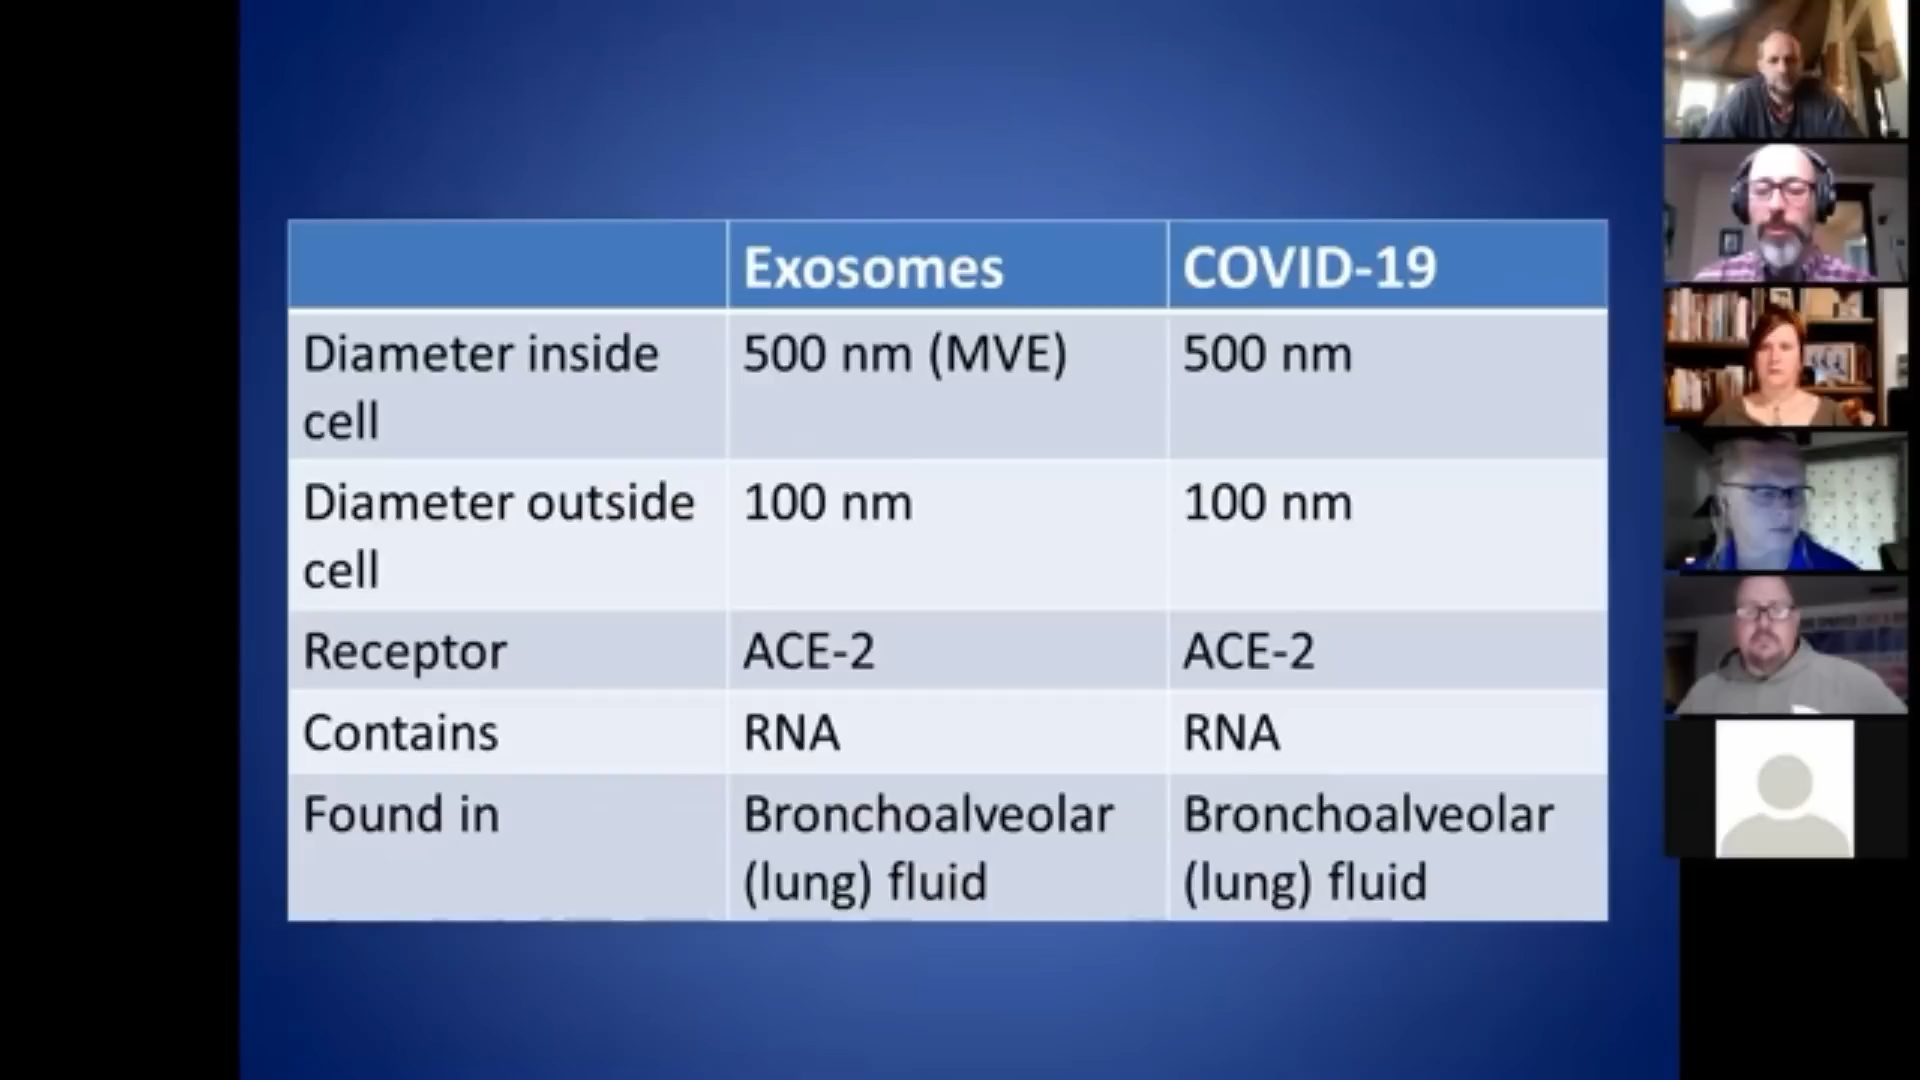 Exosomes COVID-19
Diameter inside cell 500 nm (MVE) 500 nm
Diameter outside cell 100 nm 100 nm
Receptor ACE-2 ACE-2
Contains RNA RNA
Found in Bronchoalveolar (lung) fluid Bronchoalveolar (lung) fluid